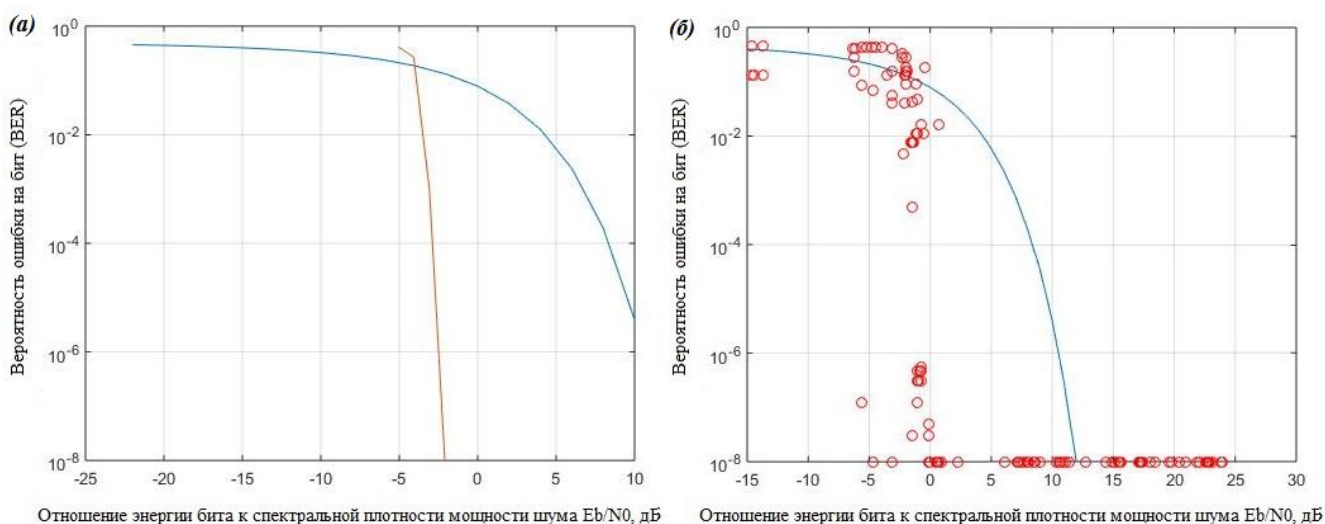 (а)
Вероятность ошибки на бит (BER)
10^0
10^-2
10^-4
10^-6
10^-8
-25 -20 -15 -10 -5 0 5 10
Отношение энергии бита к спектральной плотности мощности шума Eb/N0, дБ
(б)
Вероятность ошибки на бит (BER
10^0
10^-2
10^-4
10^-6
10^-8
-15 -10 -5 0 5 10 15 20 25 30
Отношение энергии бита к спектральной плотности мощности шума Eb/N0, дБ